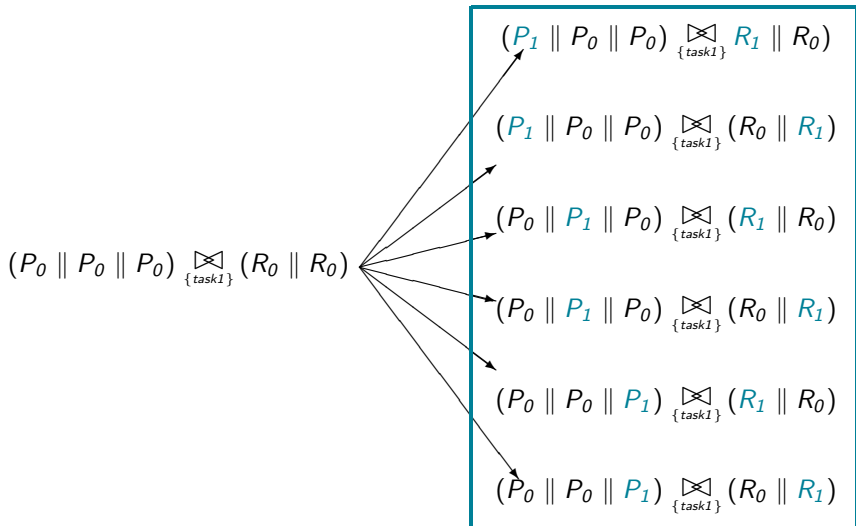 (P₁ ∥ P₀ ∥ P₀) ⋈ R₁ ∥ R₀)
{task1}
(P₁ ∥ P₀ ∥ P₀) ⋈ (R₀ ∥ R₁)
{task1}
(P₀ ∥ P₁ ∥ P₀) ⋈ (R₁ ∥ R₀)
{task1}
(P₀ ∥ P₀ ∥ P₀) ⋈ (R₀ ∥ R₀)
{task1}
(P₀ ∥ P₁ ∥ P₀) ⋈ (R₀ ∥ R₁)
{task1}
(P₀ ∥ P₀ ∥ P₁) ⋈ (R₁ ∥ R₀)
{task1}
(P₀ ∥ P₀ ∥ P₁) ⋈ (R₀ ∥ R₁)
{task1}